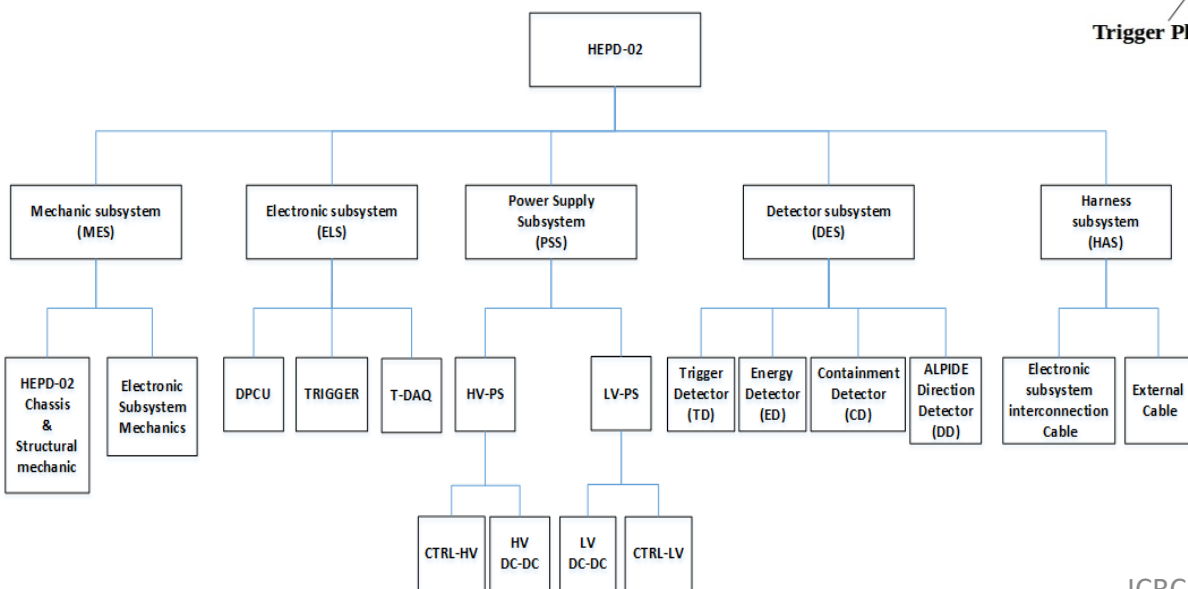 HEPD-02
Trigger
Mechanic subsystem
(MES)
Electronic subsystem
(ELS)
Power Supply
Subsystem
(PSS)
Detector subsystem
(DES)
Harness
subsystem
(HAS)
HEPD-02
Chassis
&
Structural
mechanic
Electronic
Subsystem
Mechanics
DPCU
TRIGGER
T-DAQ
HV-PS
LV-PS
Trigger
Detector
(TD)
Energy
Detector
(ED)
Containment
Detector
(CD)
ALPIDE
Direction
Detector
(DD)
Electronic
subsystem
interconnection
Cable
External
Cable
CTRL-HV
HV
DC-DC
LV
DC-DC
CTRL-LV